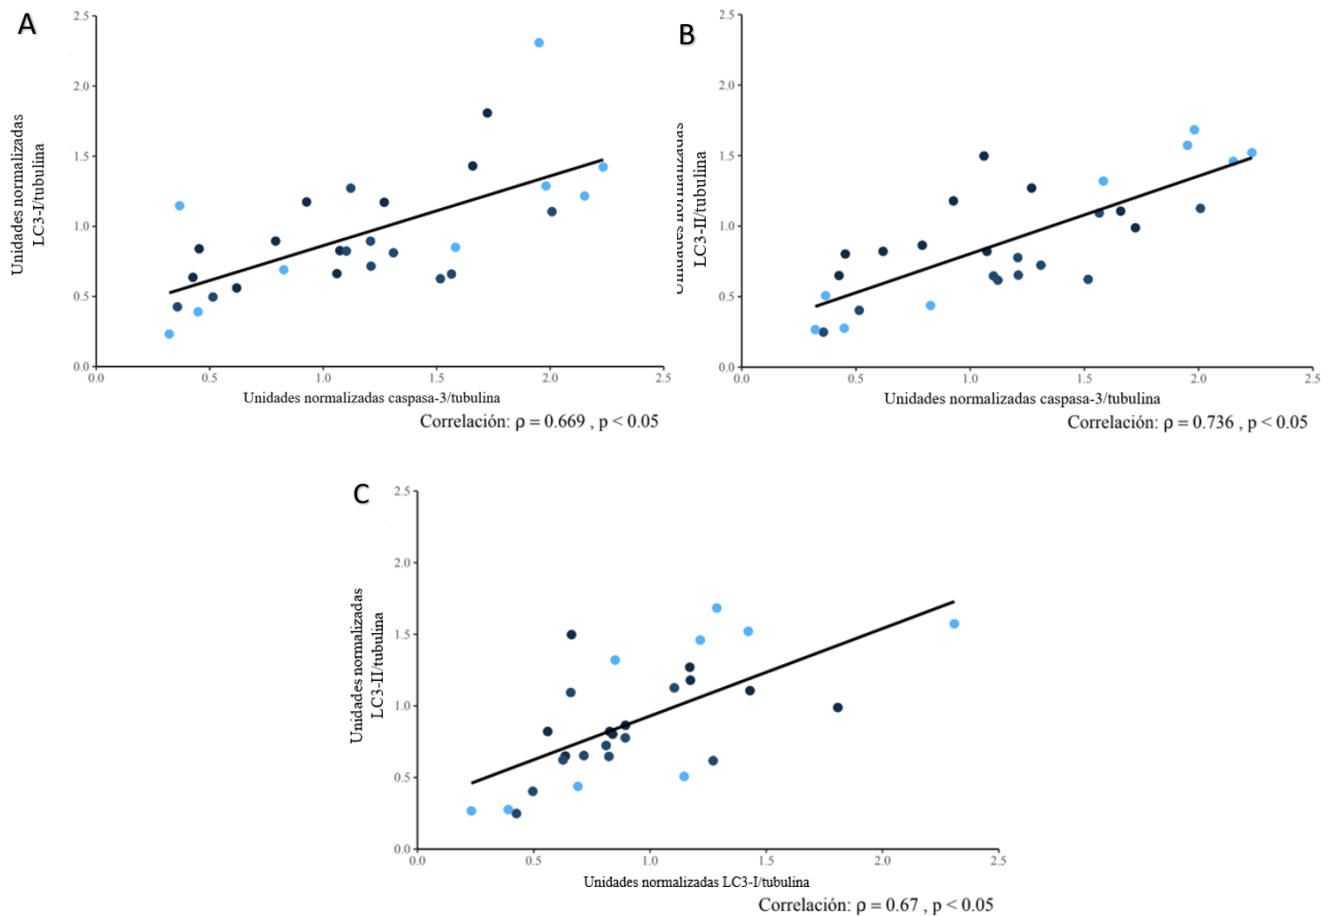 A
2.5
2.0
1.5
1.0
0.5
0.0
Unidades normalizadas
LC3-I/tubulina
0.0 0.5 1.0 1.5 2.0 2.5
Unidades normalizadas caspasa-3/tubulina
Correlación: ρ = 0.669 , p < 0.05
B
2.5
2.0
1.5
1.0
0.5
0.0
Unidades normalizadas
LC3-II/tubulina
0.0 0.5 1.0 1.5 2.0 2.5
Unidades normalizadas caspasa-3/tubulina
Correlación: ρ = 0.736 , p < 0.05
C
2.5
2.0
1.5
1.0
0.5
0.0
Unidades normalizadas
LC3-II/tubulina
0.0 0.5 1.0 1.5 2.0 2.5
Unidades normalizadas LC3-I/tubulina
Correlación: ρ = 0.67 , p < 0.05